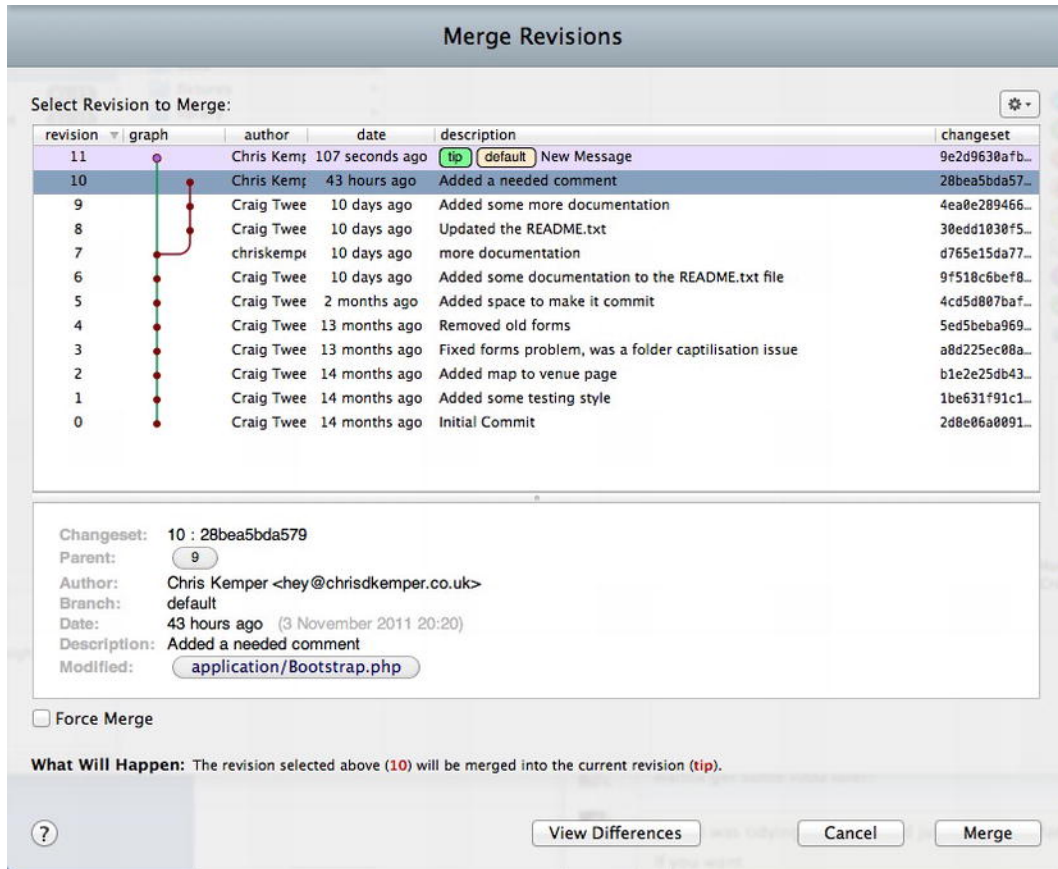 Merge Revisions
Select Revision to Merge:
revision graph author date description changeset
11 Chris Kemp 107 seconds ago tip default New Message 9e2d9630afb…
10 Chris Kemp 43 hours ago Added a needed comment 28bea5bda57…
9 Craig Twee 10 days ago Added some more documentation 4ea0e289466…
8 Craig Twee 10 days ago Updated the README.txt 30edd1030f5…
7 chriskempe 10 days ago more documentation d765e15da77…
6 Craig Twee 10 days ago Added some documentation to the README.txt file 9f518c6bef8…
5 Craig Twee 2 months ago Added space to make it commit 4cd5d807baf…
4 Craig Twee 13 months ago Removed old forms 5ed5beba969…
3 Craig Twee 13 months ago Fixed forms problem, was a folder captilisation issue a8d225ec08a…
2 Craig Twee 14 months ago Added map to venue page b1e2e25db43…
1 Craig Twee 14 months ago Added some testing style 1be631f91c1…
0 Craig Twee 14 months ago Initial Commit 2d8e06a0091…
Changeset: 10 : 28bea5bda579
Parent: 9
Author: Chris Kemper <hey@chrisdkemper.co.uk>
Branch: default
Date: 43 hours ago (3 November 2011 20:20)
Description: Added a needed comment
Modified: application/Bootstrap.php
Force Merge
What Will Happen: The revision selected above (10) will be merged into the current revision (tip).
? View Differences Cancel Merge